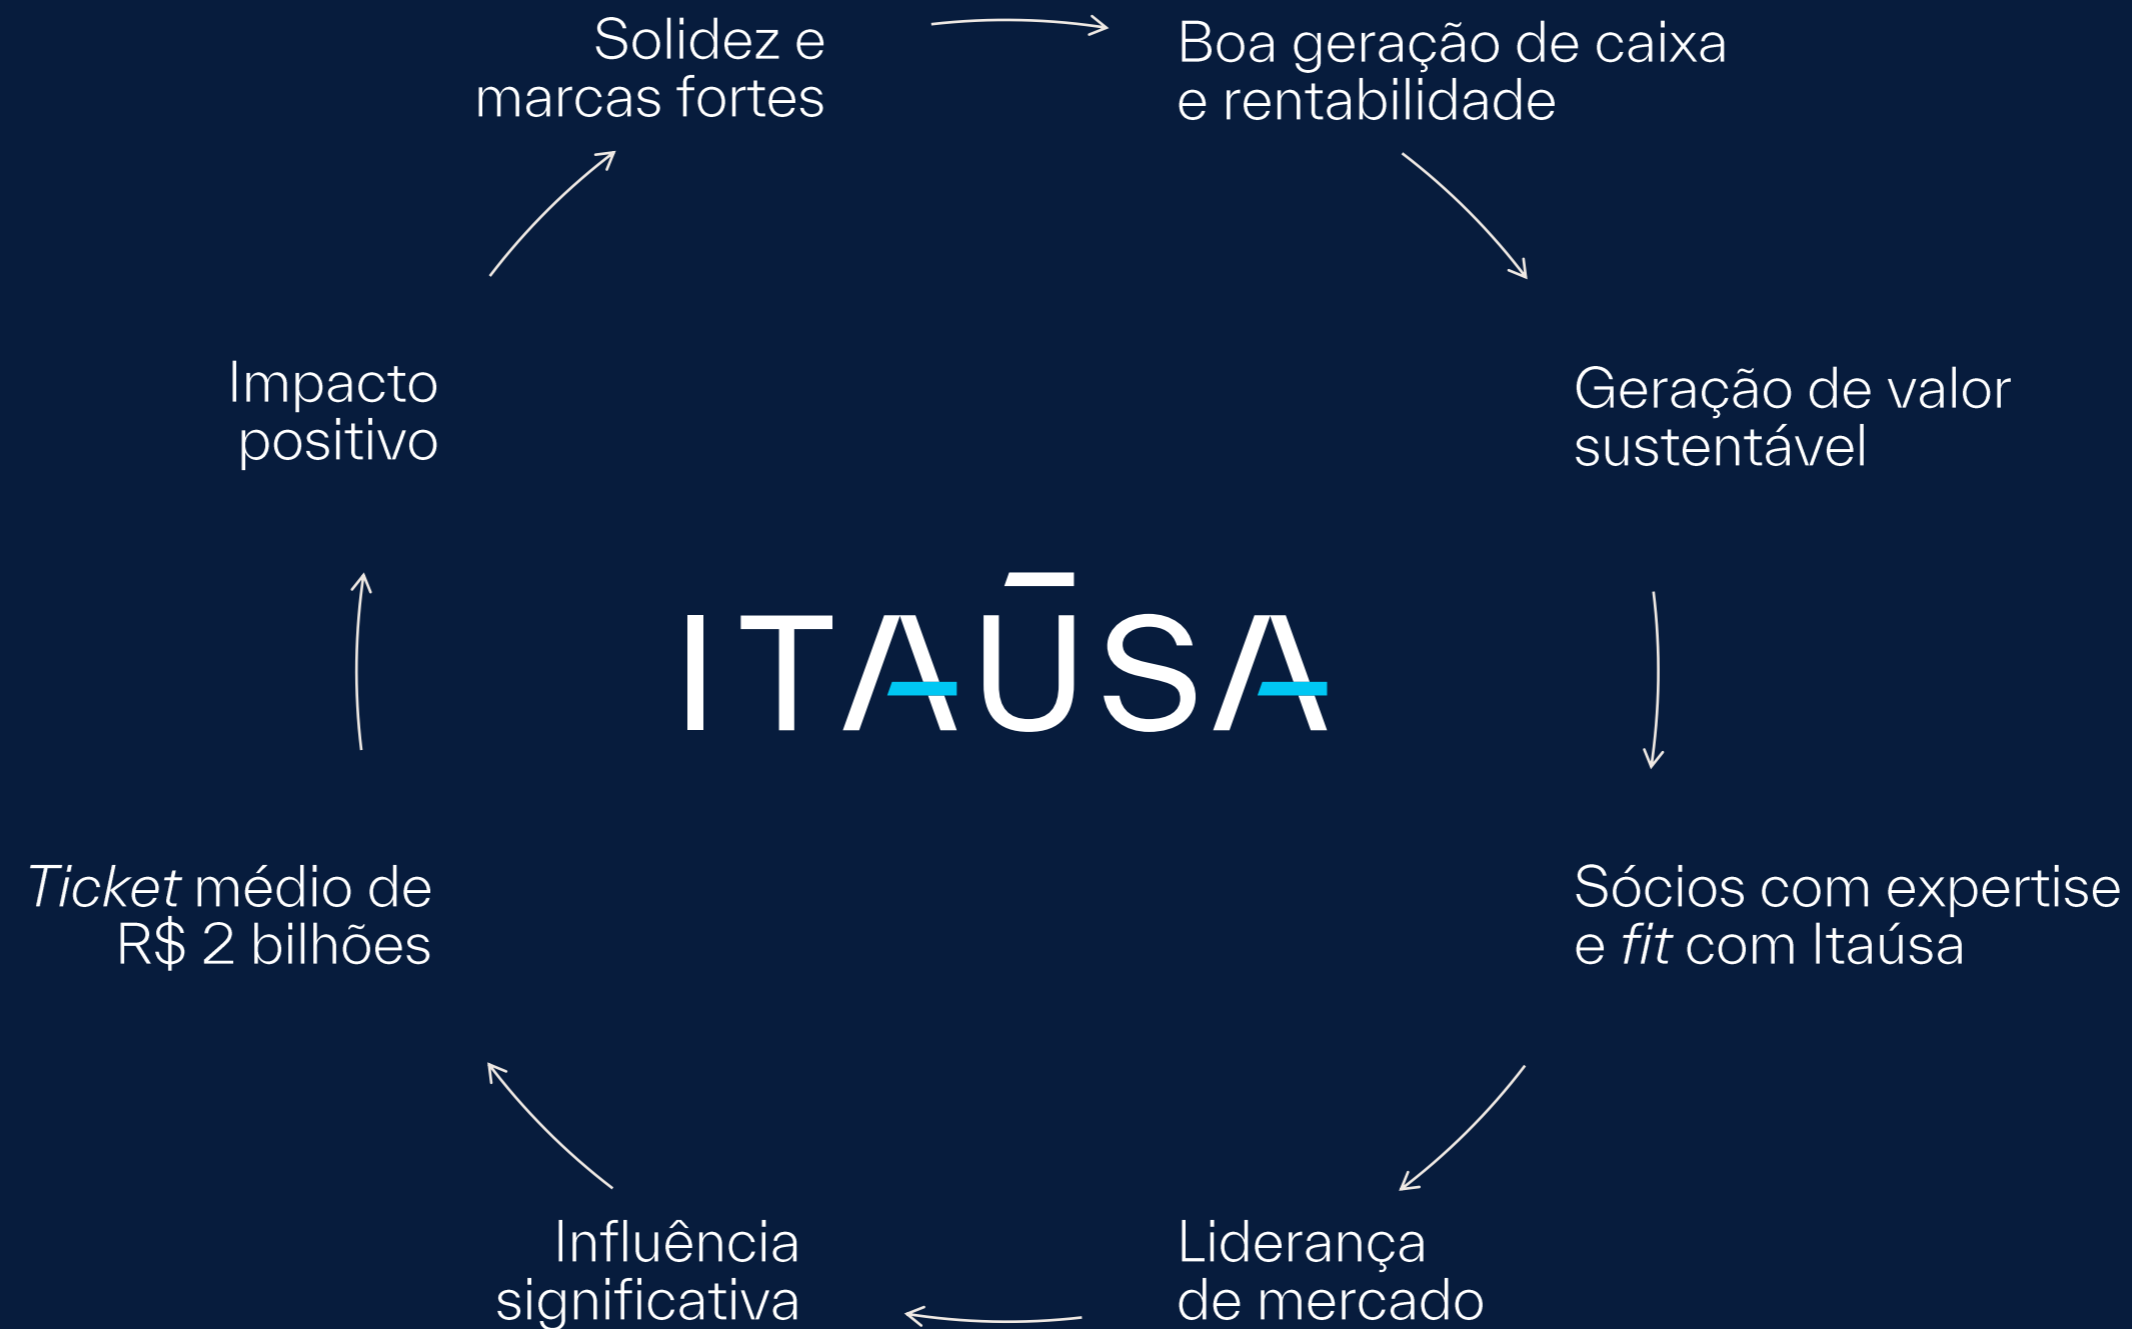 Solidez e
marcas fortes
Boa geração de caixa
e rentabilidade
Geração de valor
sustentável
Sócios com expertise
e fit com Itaúsa
Liderança
de mercado
Influência
significativa
Ticket médio de
R$ 2 bilhões
Impacto
positivo
ITAÚSA